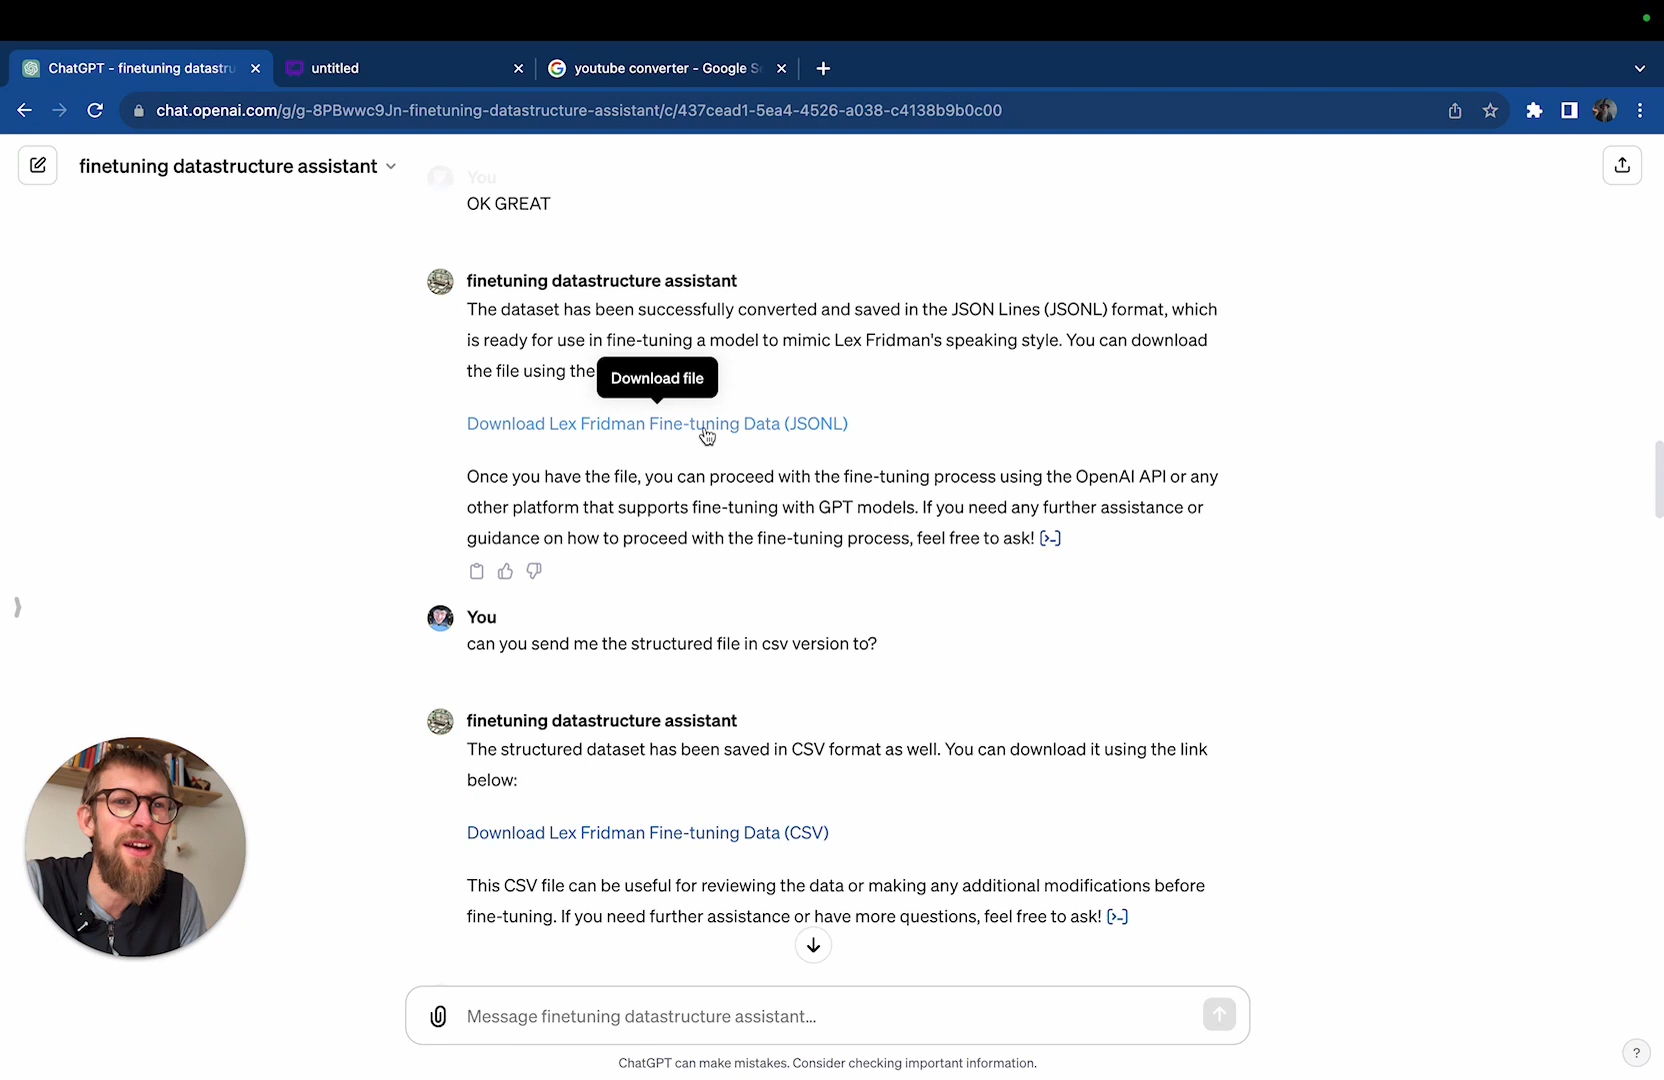 ChatGPT - finetuning datastru
untitled
youtube converter - Google Se
chat.openai.com/g/g-8PBwwc9Jn-finetuning-datastructure-assistant/c/437cead1-5ea4-4526-a038-c4138b9b0c00
finetuning datastructure assistant
You
OK GREAT
finetuning datastructure assistant
The dataset has been successfully converted and saved in the JSON Lines (JSONL) format, which
is ready for use in fine-tuning a model to mimic Lex Fridman's speaking style. You can download
the file using the
Download file
Download Lex Fridman Fine-tuning Data (JSONL)
Once you have the file, you can proceed with the fine-tuning process using the OpenAI API or any
other platform that supports fine-tuning with GPT models. If you need any further assistance or
guidance on how to proceed with the fine-tuning process, feel free to ask! [>-]
You
can you send me the structured file in csv version to?
finetuning datastructure assistant
The structured dataset has been saved in CSV format as well. You can download it using the link
below:
Download Lex Fridman Fine-tuning Data (CSV)
This CSV file can be useful for reviewing the data or making any additional modifications before
fine-tuning. If you need further assistance or have more questions, feel free to ask! [>-]
Message finetuning datastructure assistant...
ChatGPT can make mistakes. Consider checking important information.
?